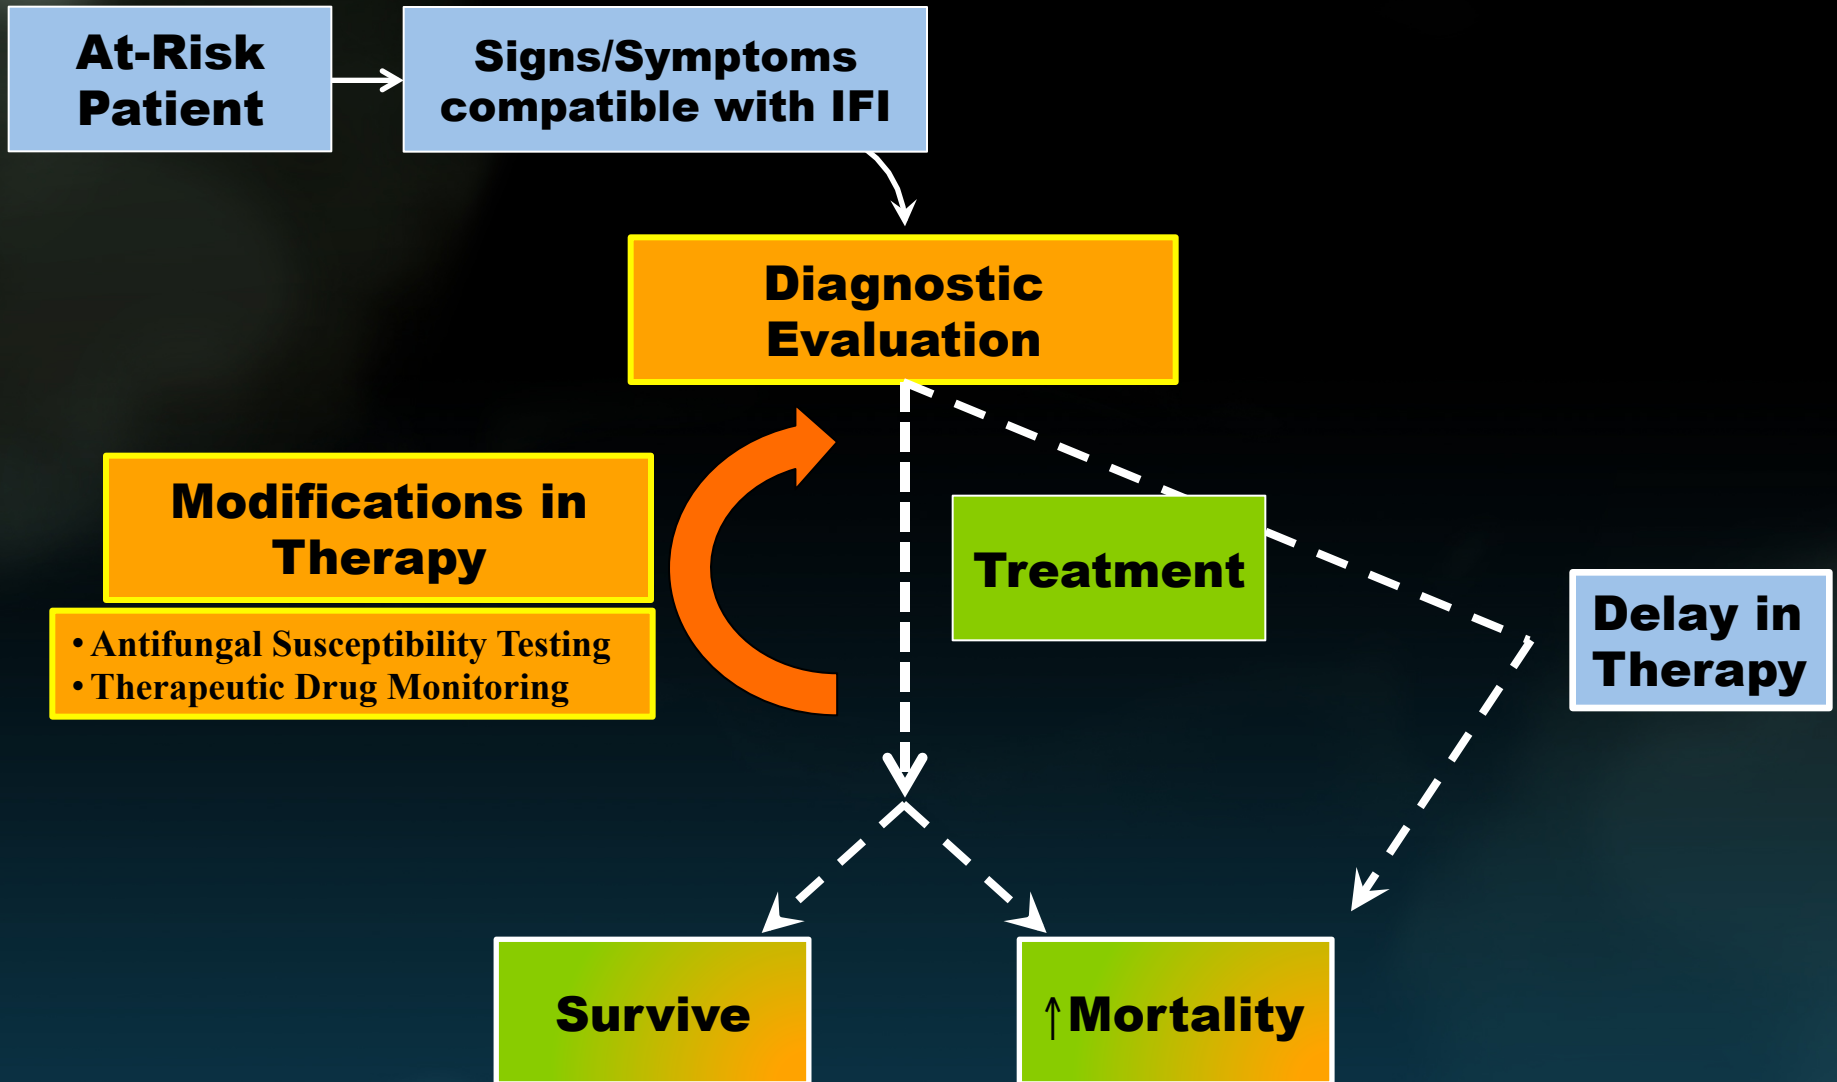 At-Risk
Patient
Signs/Symptoms
compatible with IFI
Diagnostic
Evaluation
Modifications in
Therapy
• Antifungal Susceptibility Testing
• Therapeutic Drug Monitoring
Treatment
Delay in
Therapy
Survive
↑Mortality